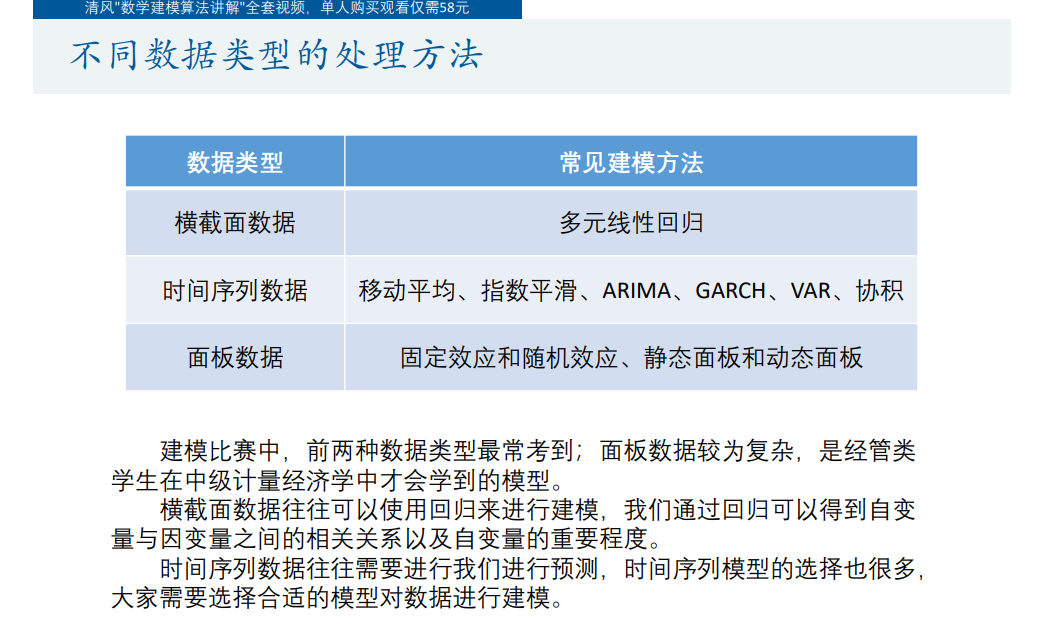 清风"数学建模算法讲解"全套视频，单人购买观看仅需58元
不同数据类型的处理方法
数据类型 常见建模方法
横截面数据 多元线性回归
时间序列数据 移动平均、指数平滑、ARIMA、GARCH、VAR、协积
面板数据 固定效应和随机效应、静态面板和动态面板
建模比赛中，前两种数据类型最常考到；面板数据较为复杂，是经管类
学生在中级计量经济学中才会学到的模型。
横截面数据往往可以使用回归来进行建模，我们通过回归可以得到自变
量与因变量之间的相关关系以及自变量的重要程度。
时间序列数据往往需要进行我们进行预测，时间序列模型的选择也很多，
大家需要选择合适的模型对数据进行建模。